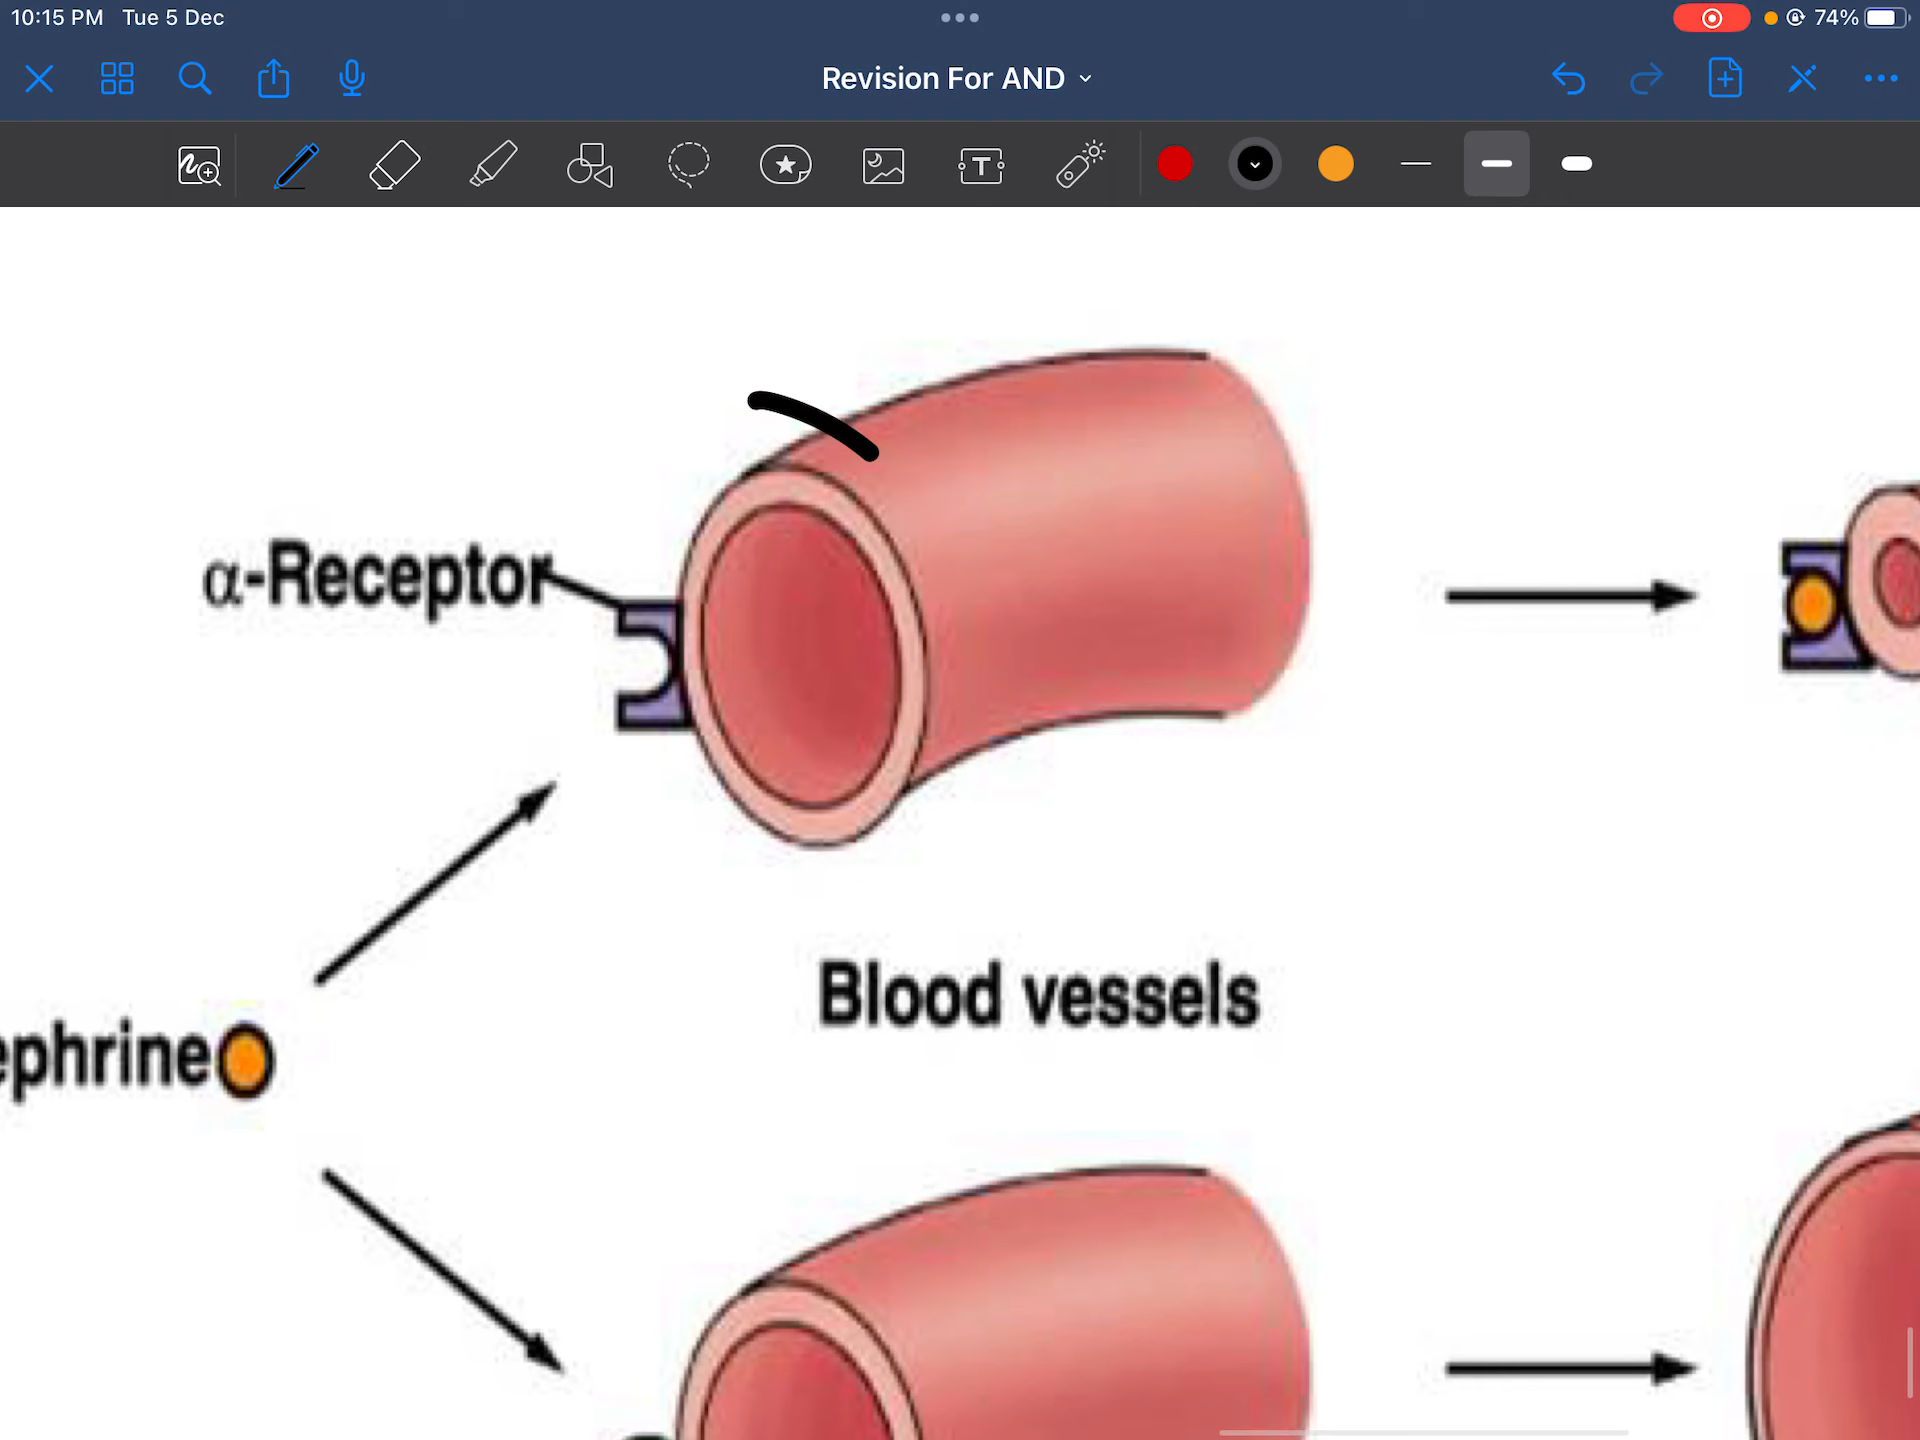 10:15 PM Tue 5 Dec
74%
Revision For AND
T
α-Receptor
Blood vessels
ephrine